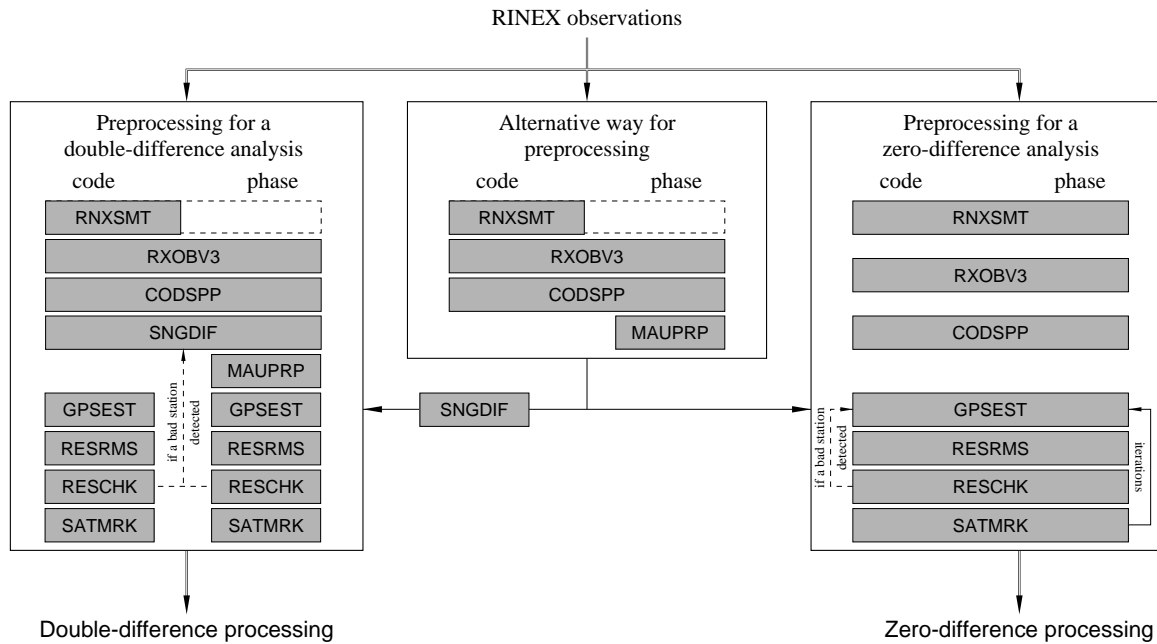 RINEX observations
Preprocessing for a
double-difference analysis
code phase
RNXSMT
RXOBV3
CODSPP
SNGDIF
MAUPRP
GPSEST GPSEST
RESRMS RESRMS
RESCHK RESCHK
SATMRK SATMRK
if a bad station
detected
Double-difference processing
Alternative way for
preprocessing
code phase
RNXSMT
RXOBV3
CODSPP
MAUPRP
SNGDIF
Preprocessing for a
zero-difference analysis
code phase
RNXSMT
RXOBV3
CODSPP
GPSEST
RESRMS
RESCHK
SATMRK
if a bad station
detected
iterations
Zero-difference processing